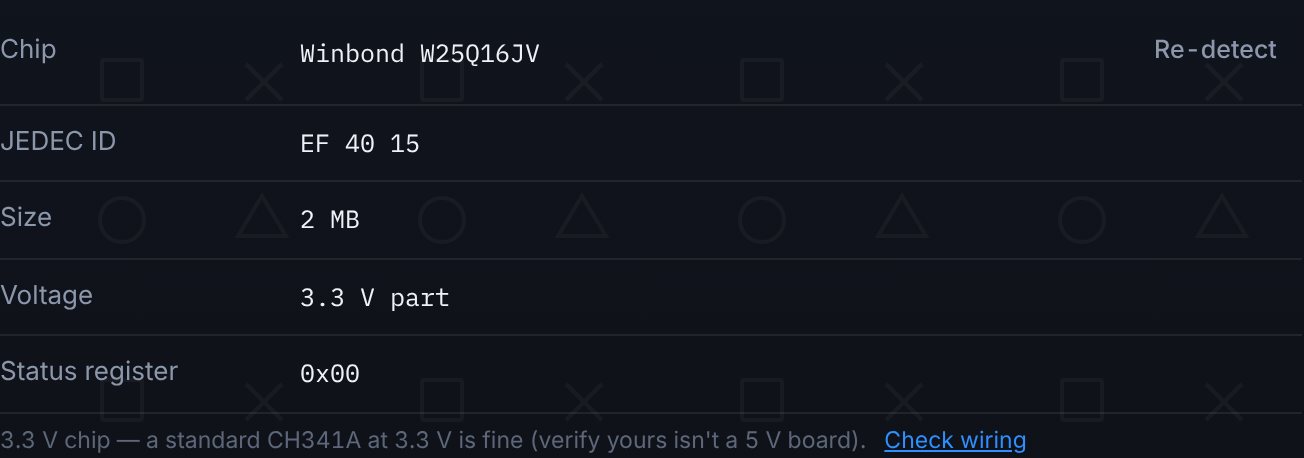 Chip Winbond W25Q16JV Re-detect
JEDEC ID EF 40 15
Size 2 MB
Voltage 3.3 V part
Status register 0x00
3.3 V chip — a standard CH341A at 3.3 V is fine (verify yours isn't a 5 V board). Check wiring